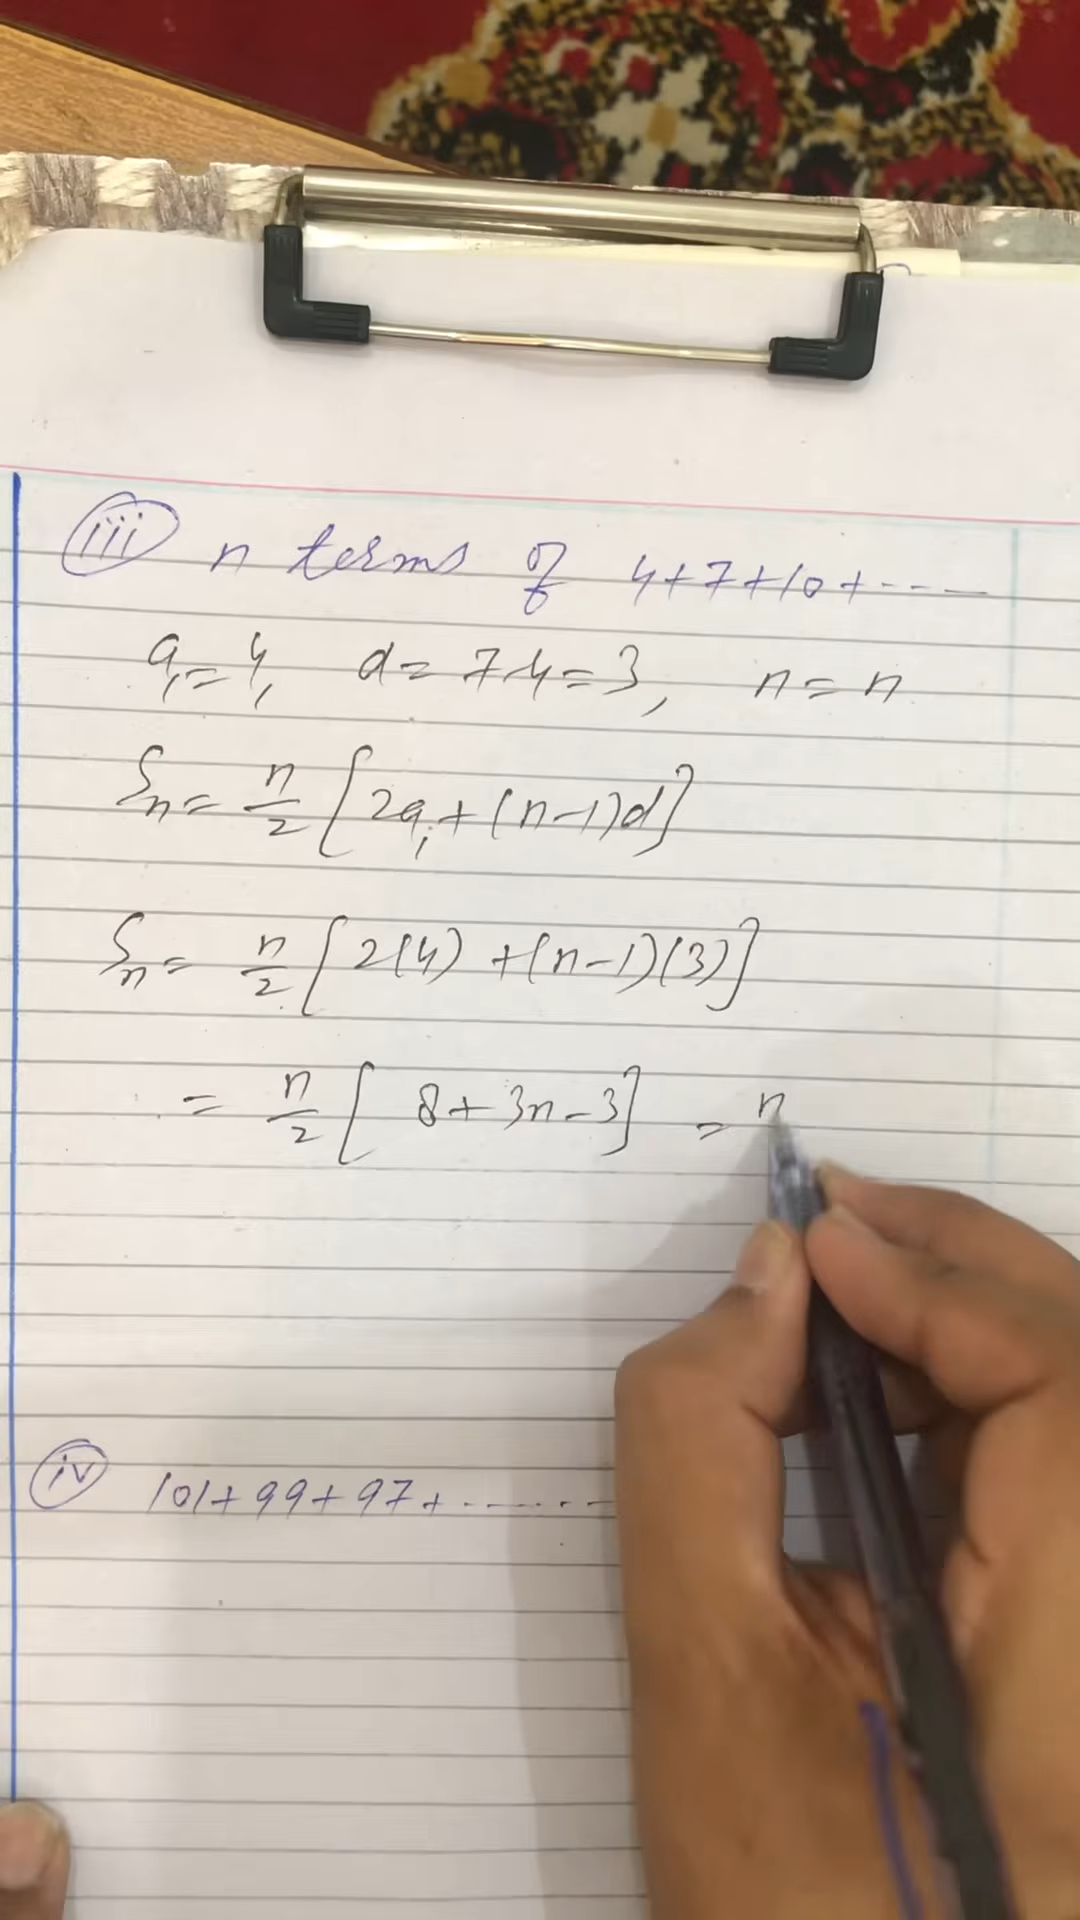 (iii) n terms of 4+7+10+----
a₁=4, d=7-4=3, n=n
Sn= n/2 [2a₁+(n-1)d]
Sn= n/2 [2(4)+(n-1)(3)]
= n/2 [8+3n-3] = n
(iv) 101+99+97+.......